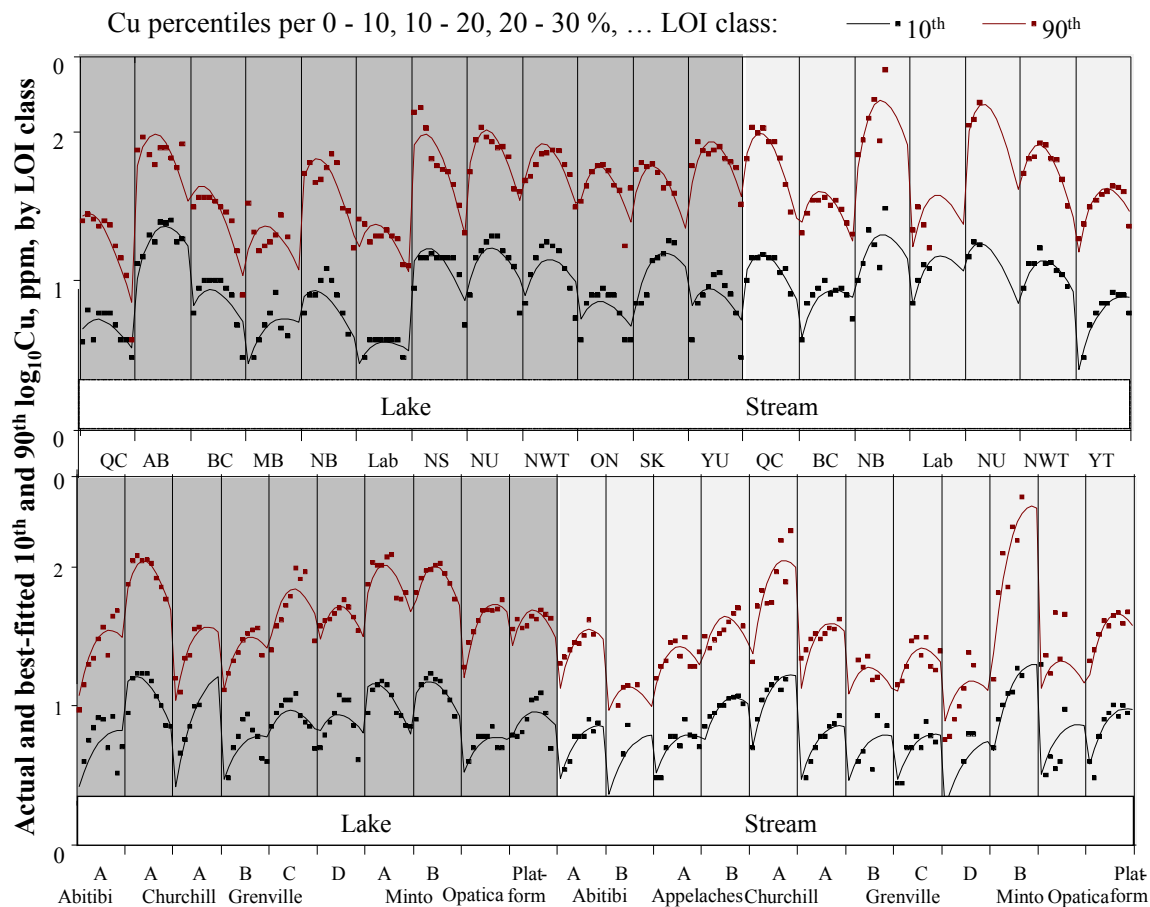 Cu percentiles per 0 - 10, 10 - 20, 20 - 30 %, … LOI class: 10th 90th
Actual and best-fitted 10th and 90th log10Cu, ppm, by LOI class
0
2
1
Lake Stream
0
QC AB BC MB NB Lab NS NU NWT ON SK YU QC BC NB Lab NU NWT YT
2
1
Lake Stream
0
A A A B C D A B Plat- A B A B A B C D B Plat-
Abitibi Churchill Grenville Minto Opatica form Abitibi Appelaches Churchill Grenville Minto Opatica form